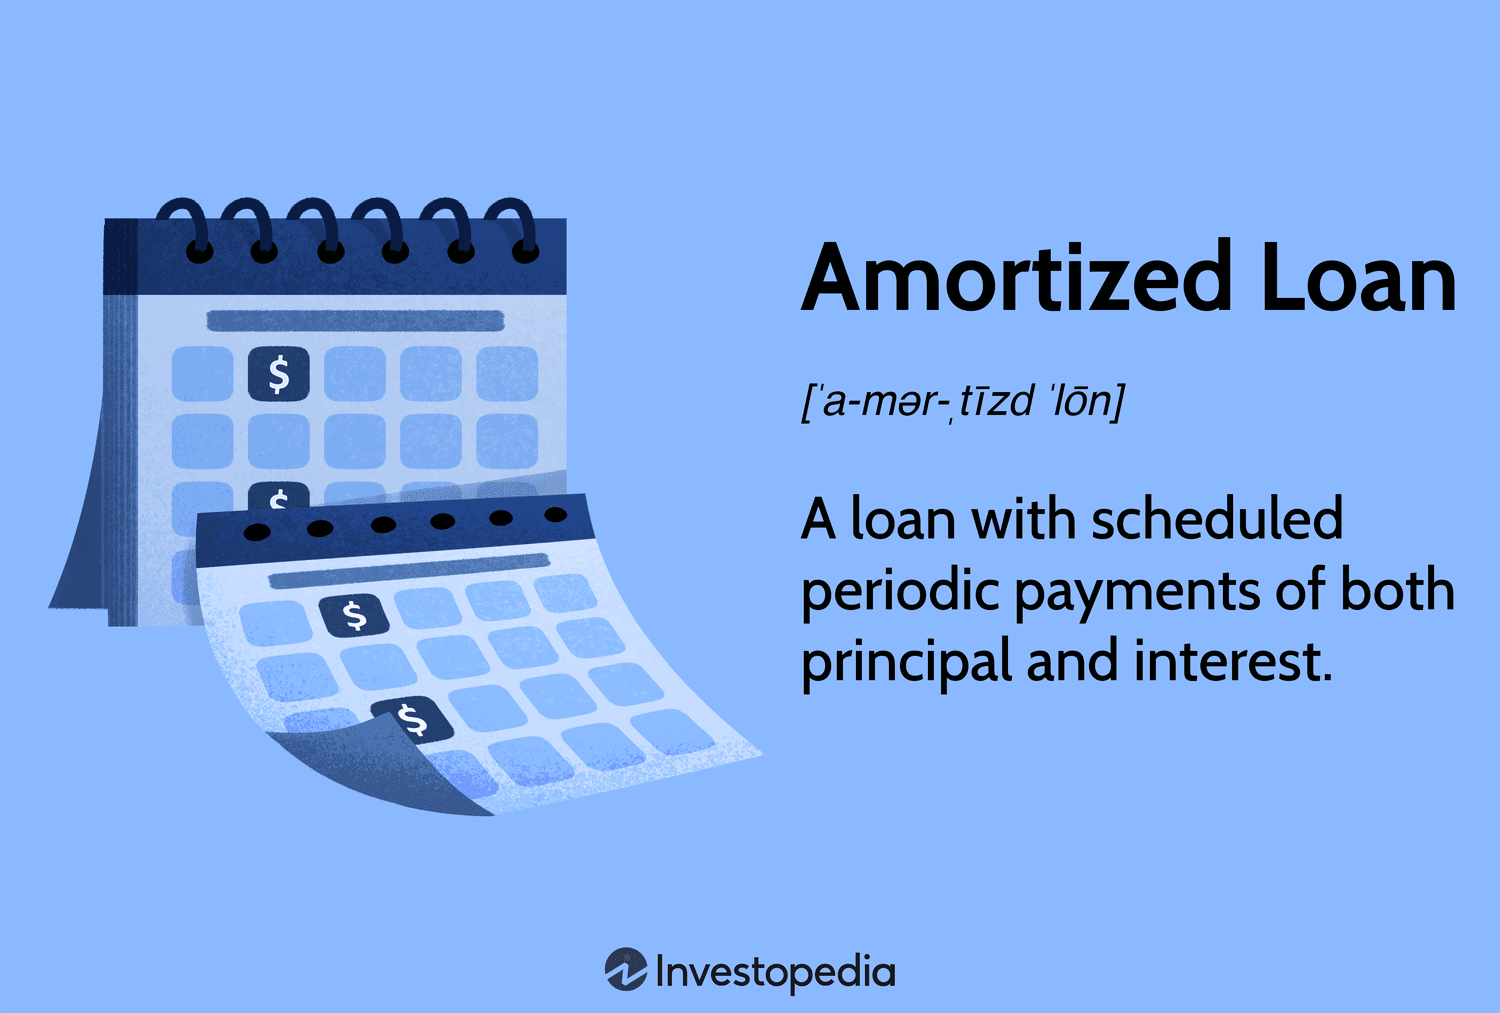 $
$
$
$
Amortized Loan
[ˈa-mər-ˌtīzd ˈlōn]
A loan with scheduled
periodic payments of both
principal and interest.
Investopedia